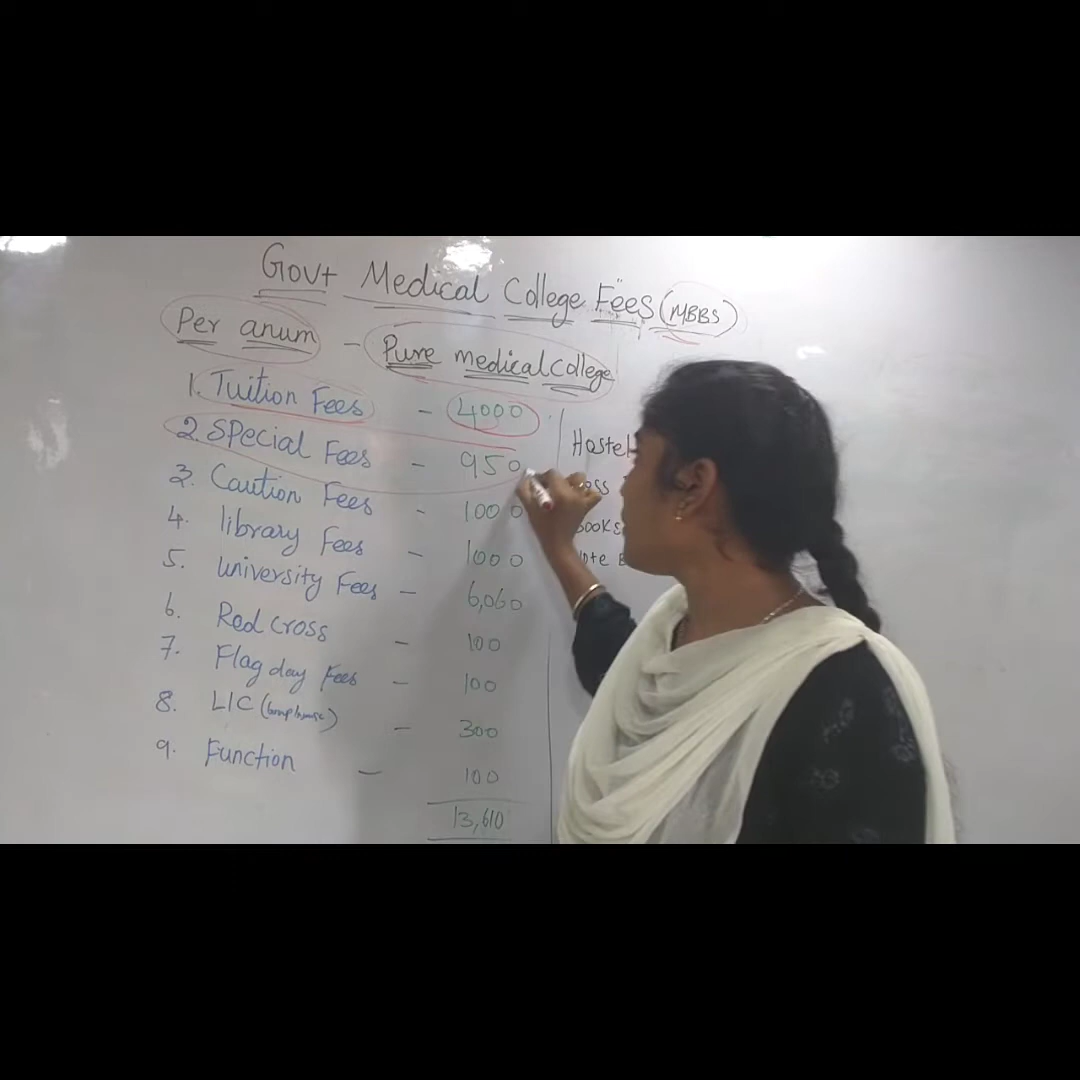 Govt Medical College Fees (MBBS)
Per anum - Pure medical College
1. Tuition Fees - 4000
2. Special Fees - 950
3. Caution Fees - 1000
4. library Fees - 1000
5. University Fees - 6,060
6. Red cross - 100
7. Flag day Fees - 100
8. LIC - 300
9. Function - 100
13,610
Hostel